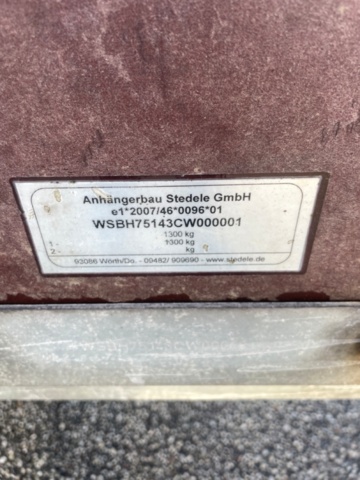 Anhängerbau Stedele GmbH
e1*2007/46*0096*01
WSBH75143CW000001
1300 kg
1 - 1300 kg
2 - kg
93086 Wörth/Do. - 09482/ 909690 - www.stedele.de